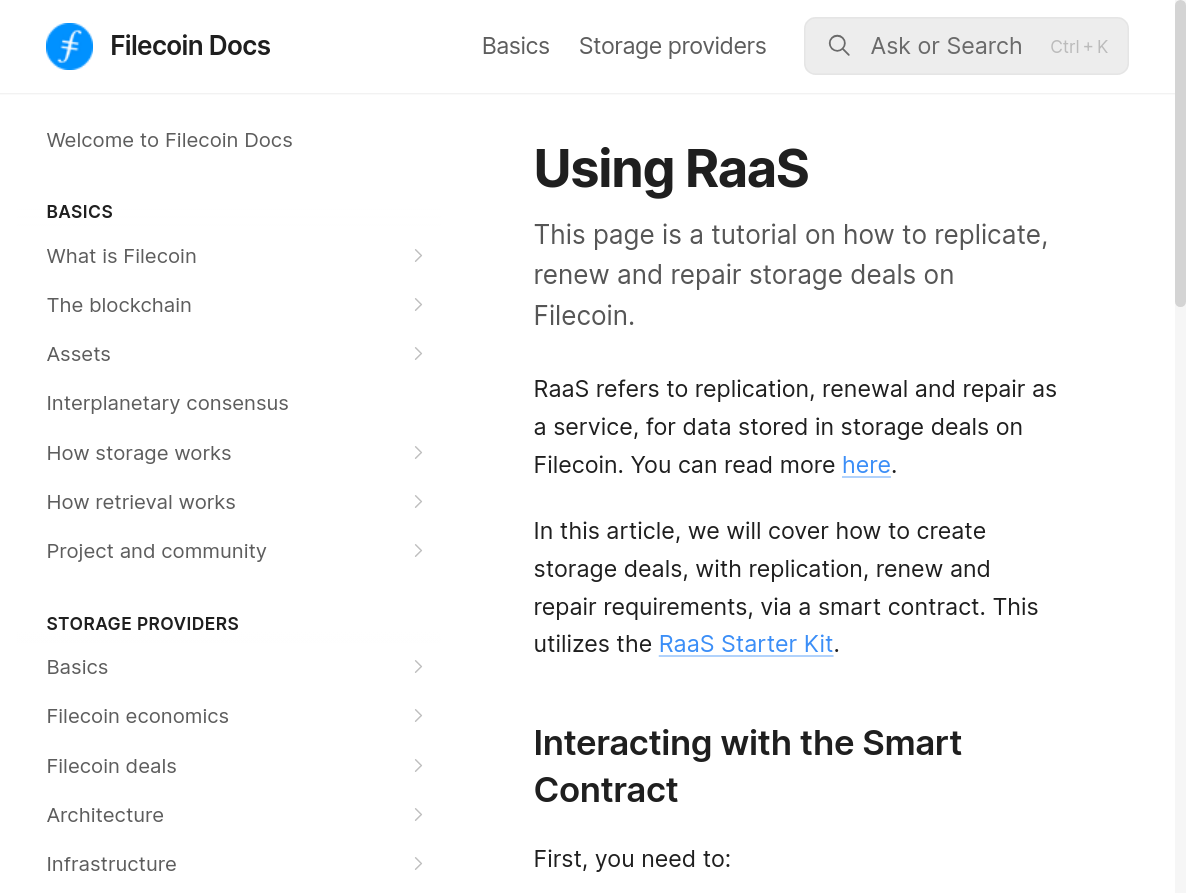 Filecoin Docs
Basics
Storage providers
Ask or Search
Ctrl + K
Welcome to Filecoin Docs
BASICS
What is Filecoin
The blockchain
Assets
Interplanetary consensus
How storage works
How retrieval works
Project and community
STORAGE PROVIDERS
Basics
Filecoin economics
Filecoin deals
Architecture
Infrastructure
Using RaaS
This page is a tutorial on how to replicate,
renew and repair storage deals on
Filecoin.
RaaS refers to replication, renewal and repair as
a service, for data stored in storage deals on
Filecoin. You can read more here.
In this article, we will cover how to create
storage deals, with replication, renew and
repair requirements, via a smart contract. This
utilizes the RaaS Starter Kit.
Interacting with the Smart
Contract
First, you need to: